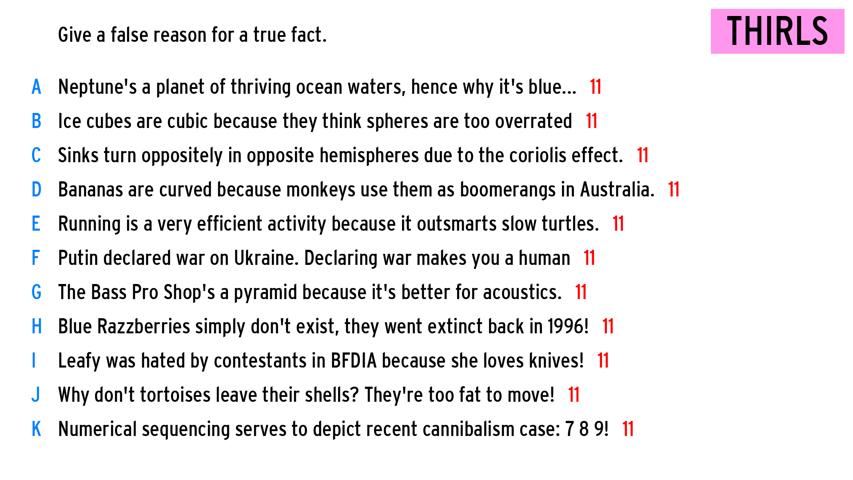 Give a false reason for a true fact.
THIRLS
A Neptune's a planet of thriving ocean waters, hence why it's blue... 11
B Ice cubes are cubic because they think spheres are too overrated 11
C Sinks turn oppositely in opposite hemispheres due to the coriolis effect. 11
D Bananas are curved because monkeys use them as boomerangs in Australia. 11
E Running is a very efficient activity because it outsmarts slow turtles. 11
F Putin declared war on Ukraine. Declaring war makes you a human 11
G The Bass Pro Shop's a pyramid because it's better for acoustics. 11
H Blue Razzberries simply don't exist, they went extinct back in 1996! 11
I Leafy was hated by contestants in BFDIA because she loves knives! 11
J Why don't tortoises leave their shells? They're too fat to move! 11
K Numerical sequencing serves to depict recent cannibalism case: 7 8 9! 11